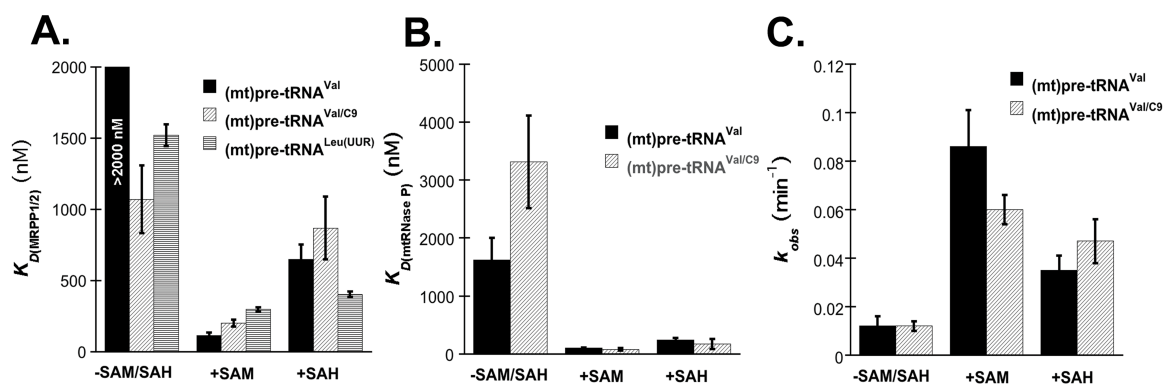 A.
2000
1500
1000
500
0
K D(MRPP1/2) (nM)
>2000 nM
(mt)pre-tRNA^Val
(mt)pre-tRNA^Val/C9
(mt)pre-tRNA^Leu(UUR)
-SAM/SAH +SAM +SAH
B.
5000
4000
3000
2000
1000
0
K D(mtRNase P) (nM)
(mt)pre-tRNA^Val
(mt)pre-tRNA^Val/C9
-SAM/SAH +SAM +SAH
C.
0.12
0.1
0.08
0.06
0.04
0.02
0
k obs (min⁻¹)
(mt)pre-tRNA^Val
(mt)pre-tRNA^Val/C9
-SAM/SAH +SAM +SAH